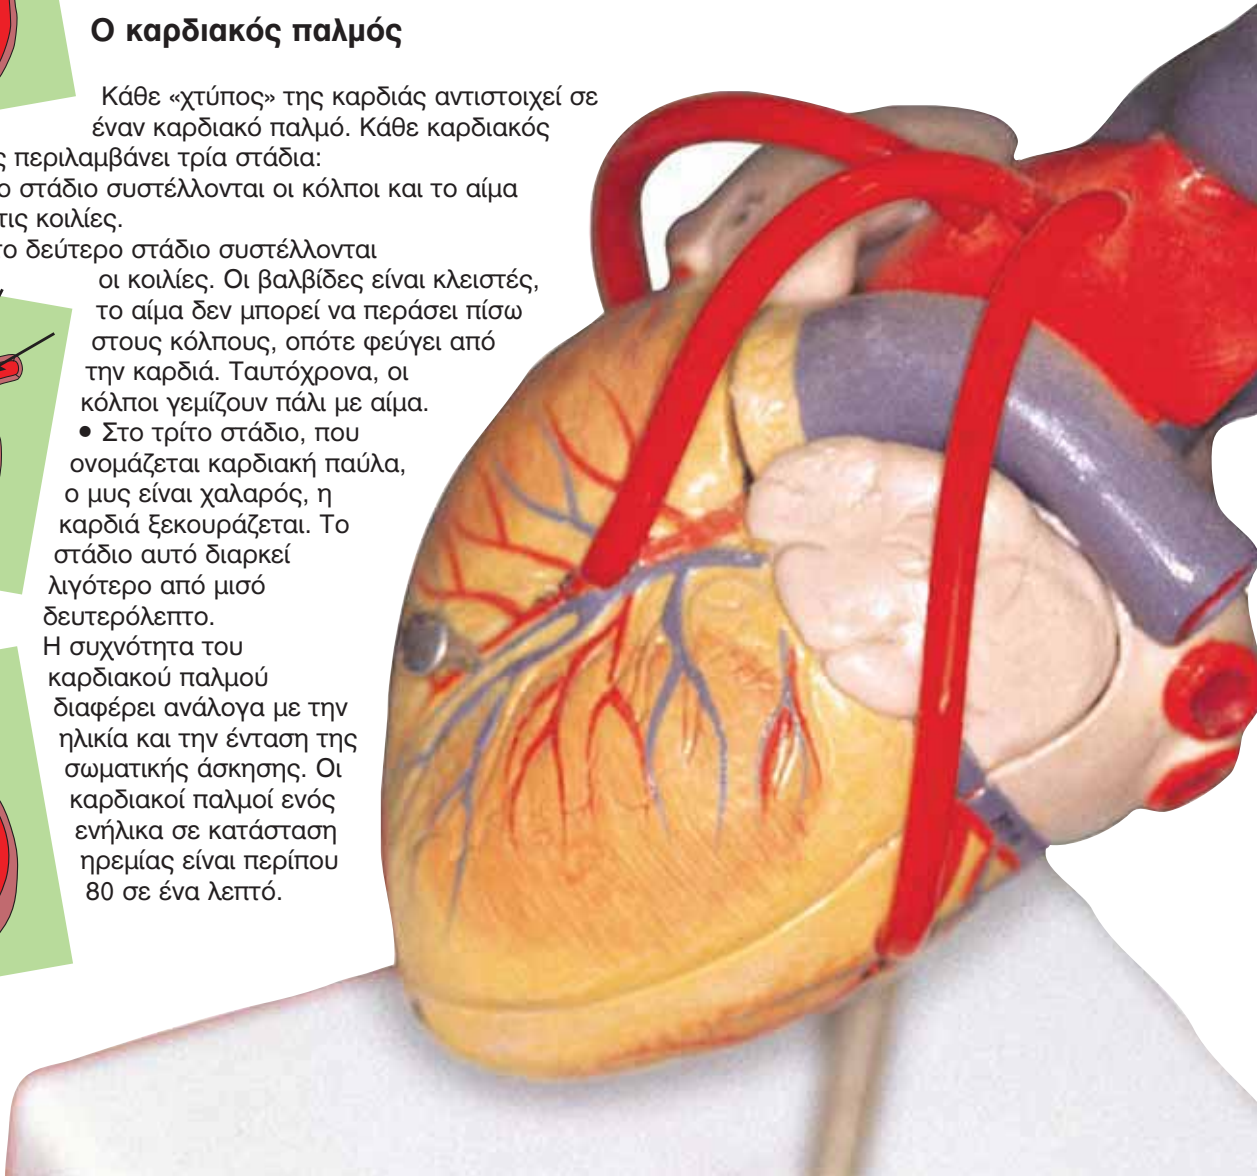 Ο καρδιακός παλμός
Κάθε «χτύπος» της καρδιάς αντιστοιχεί σε
έναν καρδιακό παλμό. Κάθε καρδιακός
περιλαμβάνει τρία στάδια:
στάδιο συστέλλονται οι κόλποι και το αίμα
τις κοιλίες.
δεύτερο στάδιο συστέλλονται
οι κοιλίες. Οι βαλβίδες είναι κλειστές,
το αίμα δεν μπορεί να περάσει πίσω
στους κόλπους, οπότε φεύγει από
την καρδιά. Ταυτόχρονα, οι
κόλποι γεμίζουν πάλι με αίμα.
• Στο τρίτο στάδιο, που
ονομάζεται καρδιακή παύλα,
ο μυς είναι χαλαρός, η
καρδιά ξεκουράζεται. Το
στάδιο αυτό διαρκεί
λιγότερο από μισό
δευτερόλεπτο.
Η συχνότητα του
καρδιακού παλμού
διαφέρει ανάλογα με την
ηλικία και την ένταση της
σωματικής άσκησης. Οι
καρδιακοί παλμοί ενός
ενήλικα σε κατάσταση
ηρεμίας είναι περίπου
80 σε ένα λεπτό.